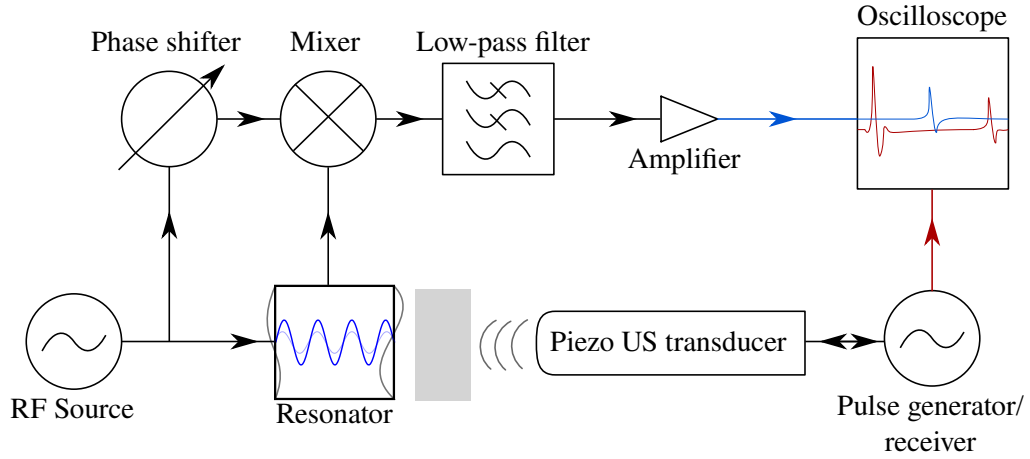 Oscilloscope
Phase shifter
Mixer
Low-pass filter
Amplifier
Piezo US transducer
RF Source
Resonator
Pulse generator/
receiver